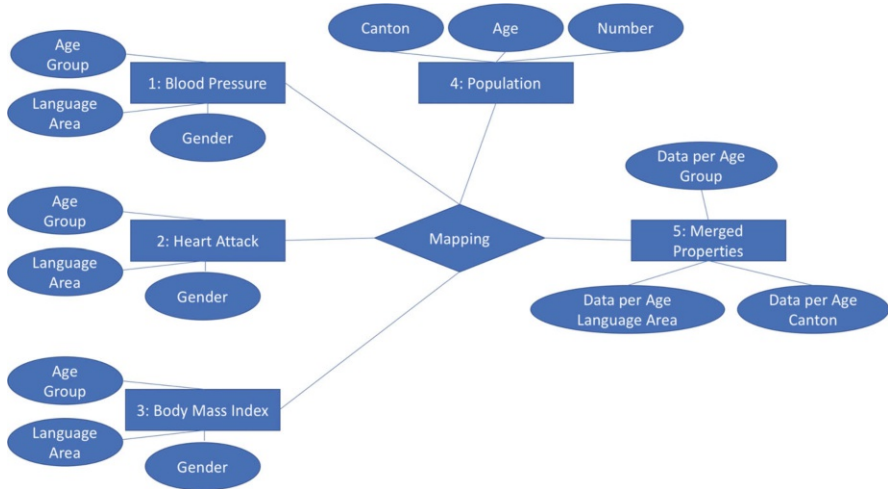 Canton
Age
Number
Age
Group
1: Blood Pressure
4: Population
Language
Area
Gender
Data per Age
Group
Age
Group
2: Heart Attack
Mapping
5: Merged
Properties
Language
Area
Gender
Data per Age
Language Area
Data per Age
Canton
Age
Group
3: Body Mass Index
Language
Area
Gender